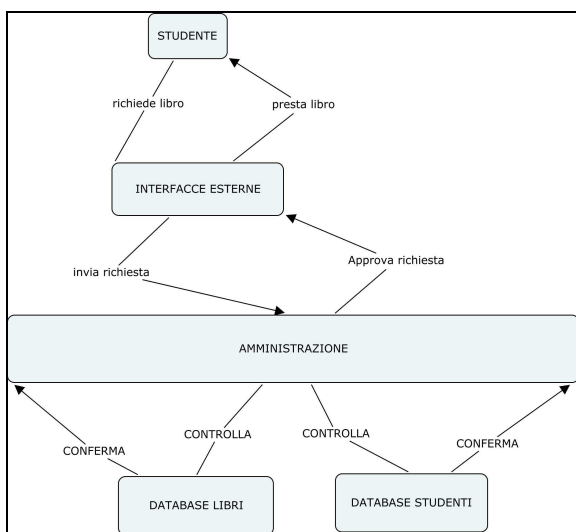 STUDENTE
richiede libro
presta libro
INTERFACCE ESTERNE
invia richiesta
Approva richiesta
AMMINISTRAZIONE
CONTROLLA
CONTROLLA
CONFERMA
CONFERMA
DATABASE LIBRI
DATABASE STUDENTI